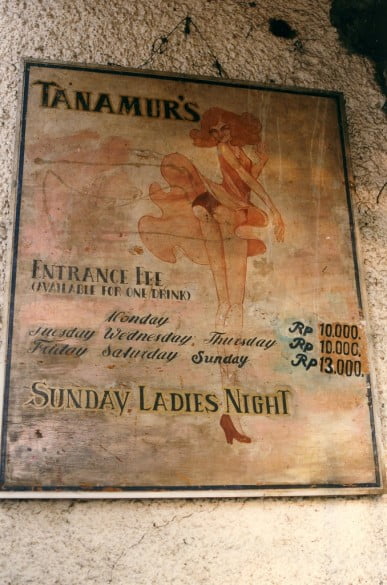 TANAMUR'S
ENTRANCE FEE
(AVAILABLE FOR ONE DRINK)
Monday Rp 10.000.
Tuesday Wednesday, Thursday Rp 10.000.
Friday Saturday Sunday Rp 13.000.
SUNDAY, LADIES NIGHT